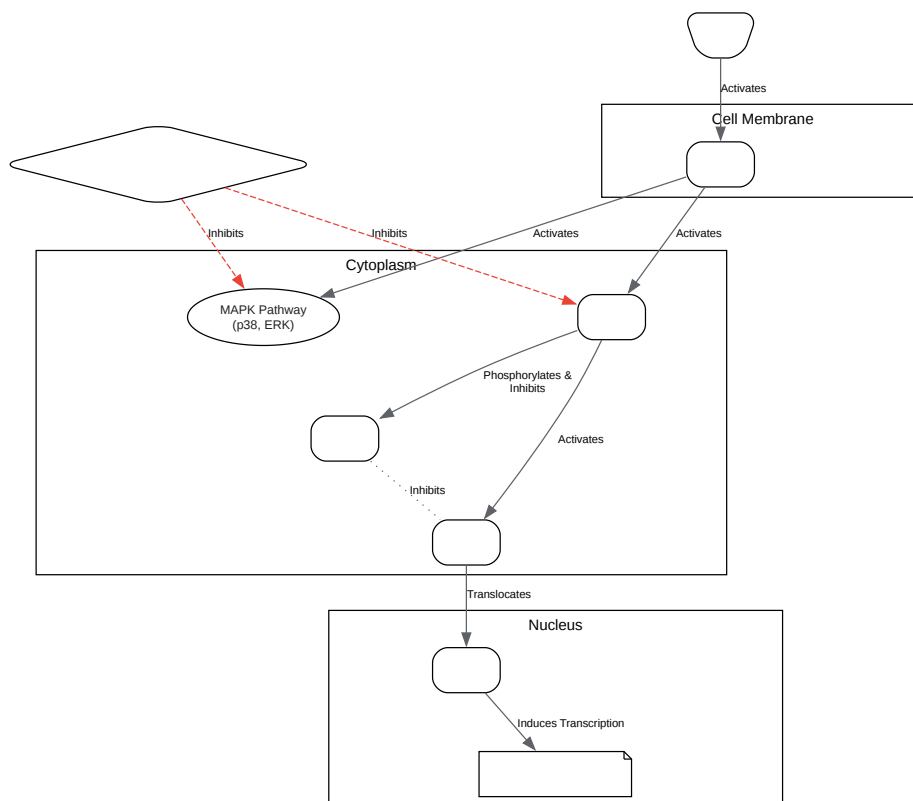 Activates
Cell Membrane
Inhibits
Inhibits
Activates
Activates
Cytoplasm
MAPK Pathway
(p38, ERK)
Phosphorylates &
Inhibits
Activates
Inhibits
Translocates
Nucleus
Induces Transcription